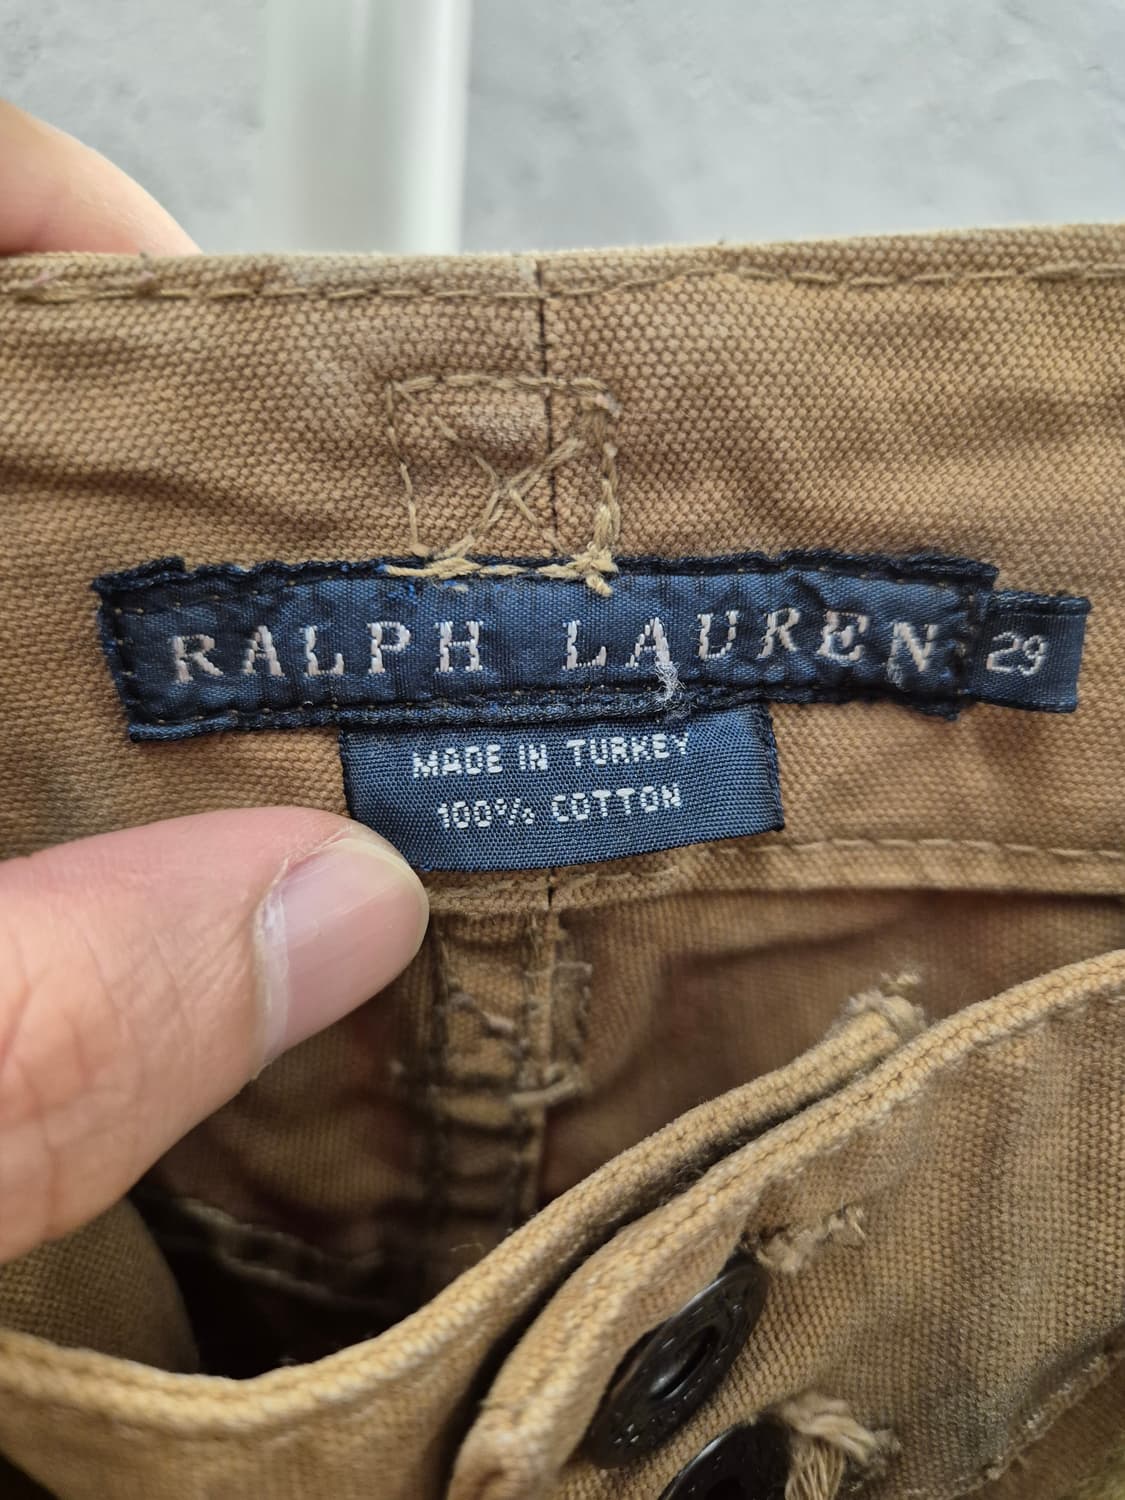 RALPH LAUREN 29
MADE IN TURKEY
100% COTTON